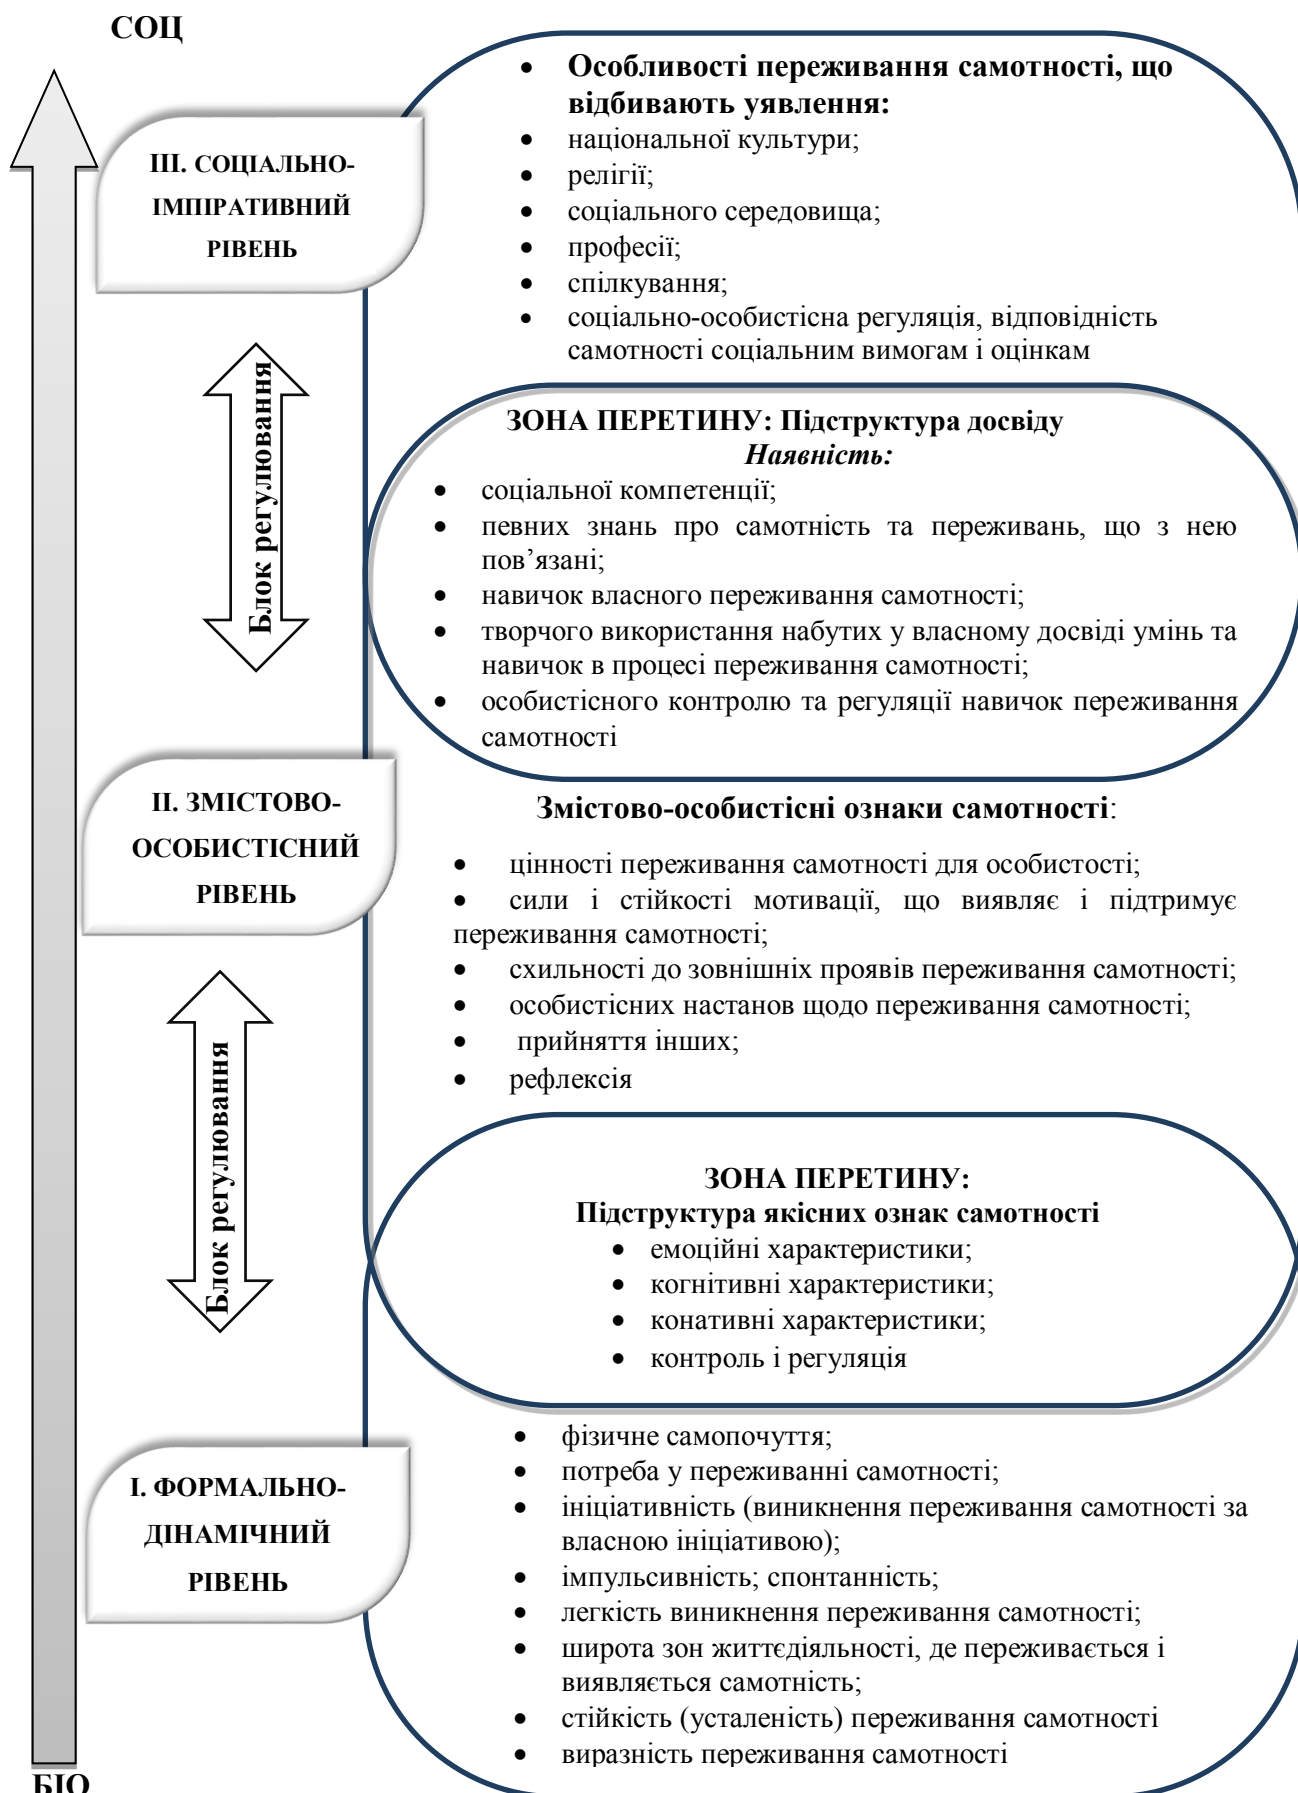 СОЦ
III. СОЦІАЛЬНО-
ІМПІРАТИВНИЙ
РІВЕНЬ
• Особливості переживання самотності, що
відбивають уявлення:
• національної культури;
• релігії;
• соціального середовища;
• професії;
• спілкування;
• соціально-особистісна регуляція, відповідність
самотності соціальним вимогам і оцінкам
Блок регулювання
ЗОНА ПЕРЕТИНУ: Підструктура досвіду
Наявність:
• соціальної компетенції;
• певних знань про самотність та переживань, що з нею
пов’язані;
• навичок власного переживання самотності;
• творчого використання набутих у власному досвіді умінь та
навичок в процесі переживання самотності;
• особистісного контролю та регуляції навичок переживання
самотності
II. ЗМІСТОВО-
ОСОБИСТІСНИЙ
РІВЕНЬ
Змістово-особистісні ознаки самотності:
• цінності переживання самотності для особистості;
• сили і стійкості мотивації, що виявляє і підтримує
переживання самотності;
• схильності до зовнішніх проявів переживання самотності;
• особистісних настанов щодо переживання самотності;
• прийняття інших;
• рефлексія
Блок регулювання
ЗОНА ПЕРЕТИНУ:
Підструктура якісних ознак самотності
• емоційні характеристики;
• когнітивні характеристики;
• конативні характеристики;
• контроль і регуляція
I. ФОРМАЛЬНО-
ДІНАМІЧНИЙ
РІВЕНЬ
• фізичне самопочуття;
• потреба у переживанні самотності;
• ініціативність (виникнення переживання самотності за
власною ініціативою);
• імпульсивність; спонтанність;
• легкість виникнення переживання самотності;
• широта зон життєдіяльності, де переживається і
виявляється самотність;
• стійкість (усталеність) переживання самотності
• виразність переживання самотності
БІО